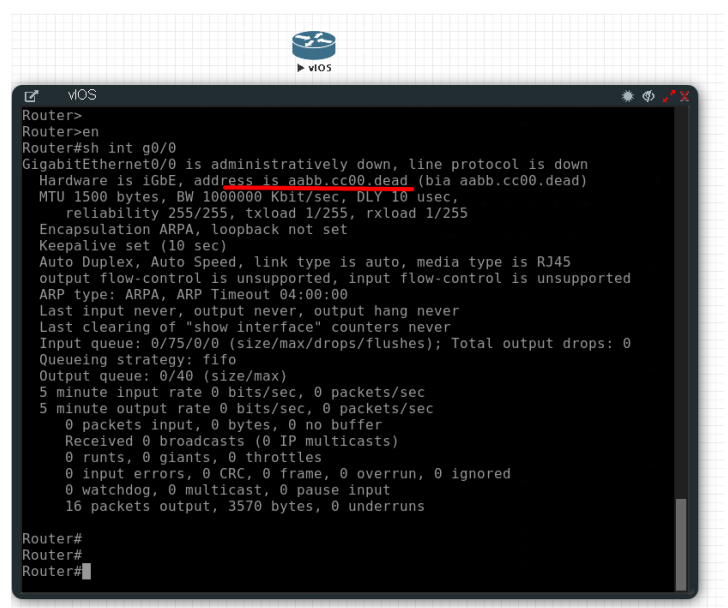 vIOS
vIOS
Router>
Router>en
Router#sh int g0/0
GigabitEthernet0/0 is administratively down, line protocol is down
  Hardware is iGbE, address is aabb.cc00.dead (bia aabb.cc00.dead)
  MTU 1500 bytes, BW 1000000 Kbit/sec, DLY 10 usec,
     reliability 255/255, txload 1/255, rxload 1/255
  Encapsulation ARPA, loopback not set
  Keepalive set (10 sec)
  Auto Duplex, Auto Speed, link type is auto, media type is RJ45
  output flow-control is unsupported, input flow-control is unsupported
  ARP type: ARPA, ARP Timeout 04:00:00
  Last input never, output never, output hang never
  Last clearing of "show interface" counters never
  Input queue: 0/75/0/0 (size/max/drops/flushes); Total output drops: 0
  Queueing strategy: fifo
  Output queue: 0/40 (size/max)
  5 minute input rate 0 bits/sec, 0 packets/sec
  5 minute output rate 0 bits/sec, 0 packets/sec
     0 packets input, 0 bytes, 0 no buffer
     Received 0 broadcasts (0 IP multicasts)
     0 runts, 0 giants, 0 throttles
     0 input errors, 0 CRC, 0 frame, 0 overrun, 0 ignored
     0 watchdog, 0 multicast, 0 pause input
     16 packets output, 3570 bytes, 0 underruns
Router#
Router#
Router#